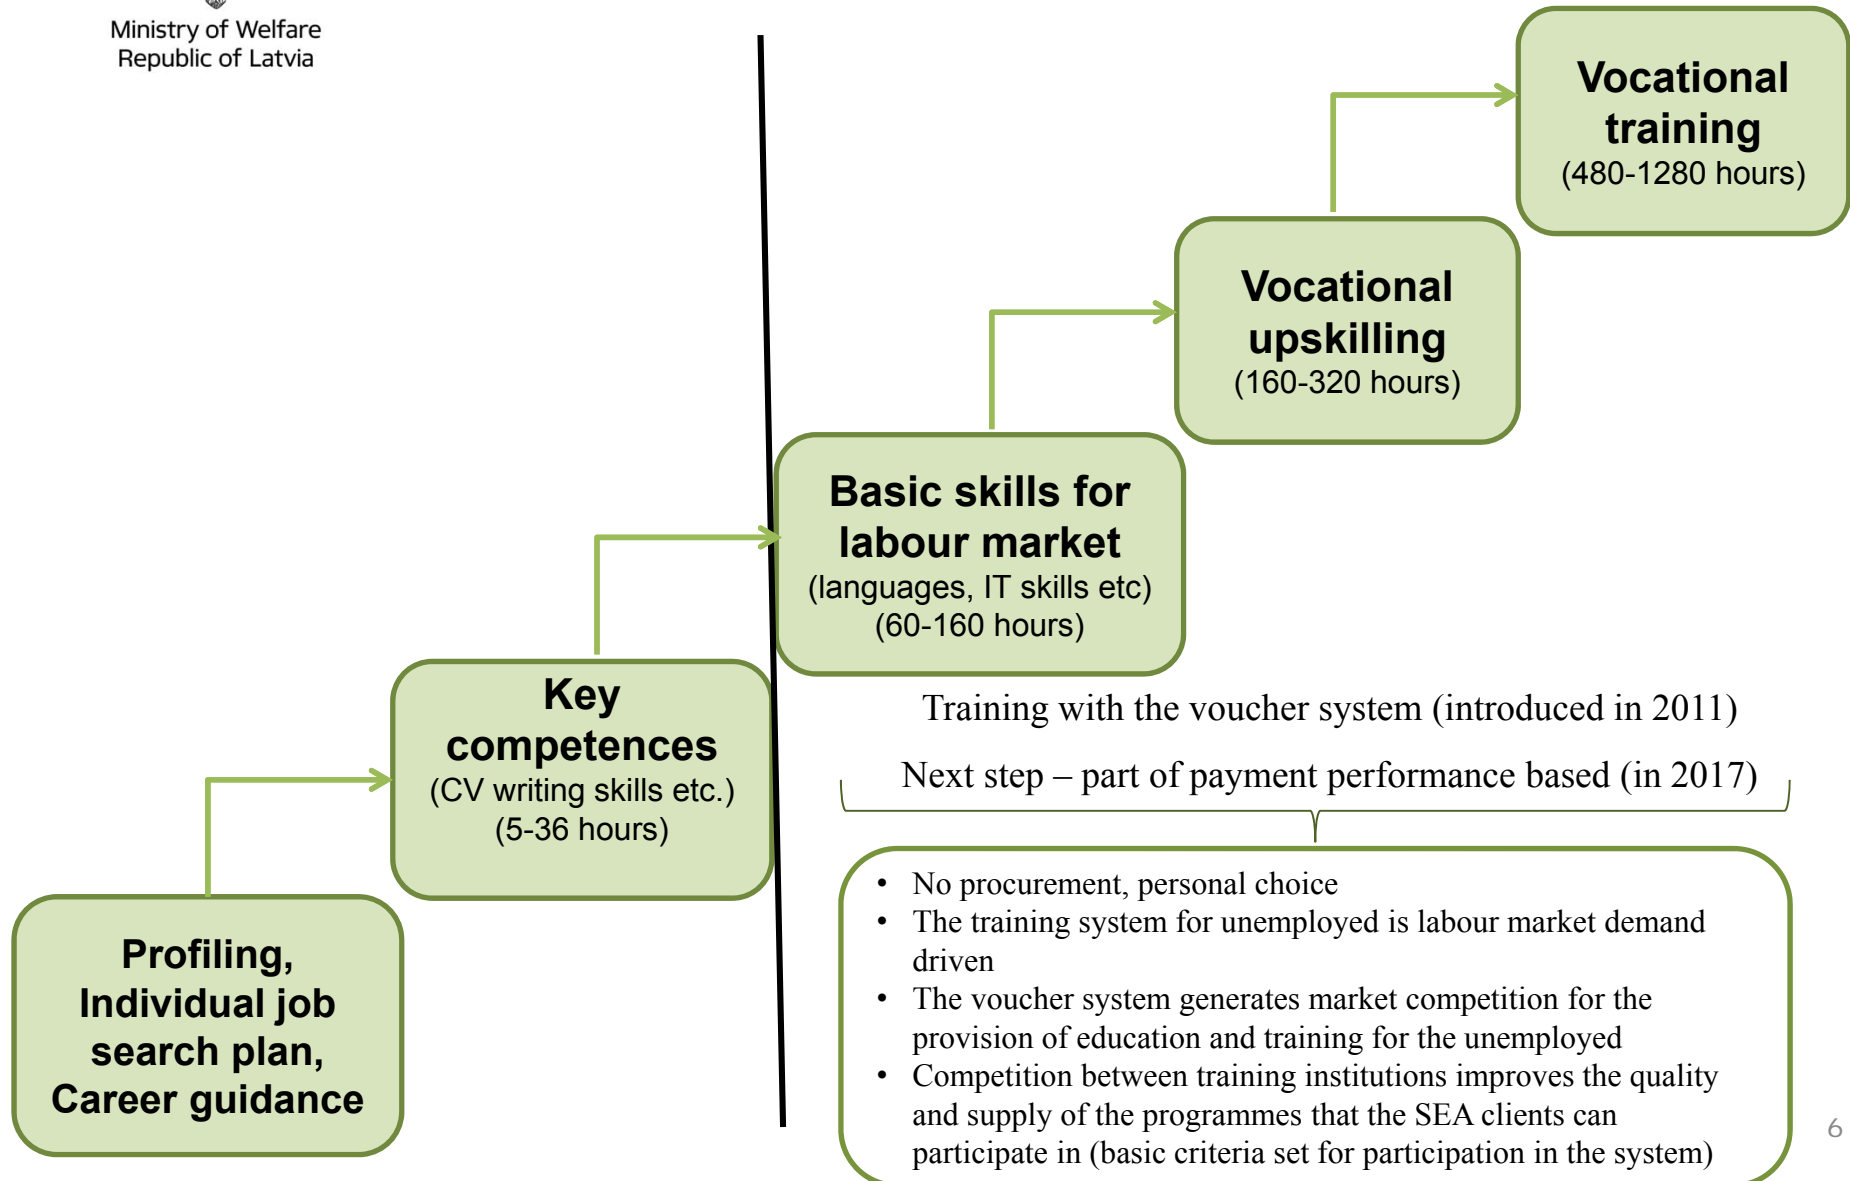 Ministry of Welfare
Republic of Latvia
Vocational
training
(480-1280 hours)
Vocational
upskilling
(160-320 hours)
Basic skills for
labour market
(languages, IT skills etc)
(60-160 hours)
Key
competences
(CV writing skills etc.)
(5-36 hours)
Profiling,
Individual job
search plan,
Career guidance
Training with the voucher system (introduced in 2011)
Next step – part of payment performance based (in 2017)
• No procurement, personal choice
• The training system for unemployed is labour market demand
driven
• The voucher system generates market competition for the
provision of education and training for the unemployed
• Competition between training institutions improves the quality
and supply of the programmes that the SEA clients can
participate in (basic criteria set for participation in the system)
6